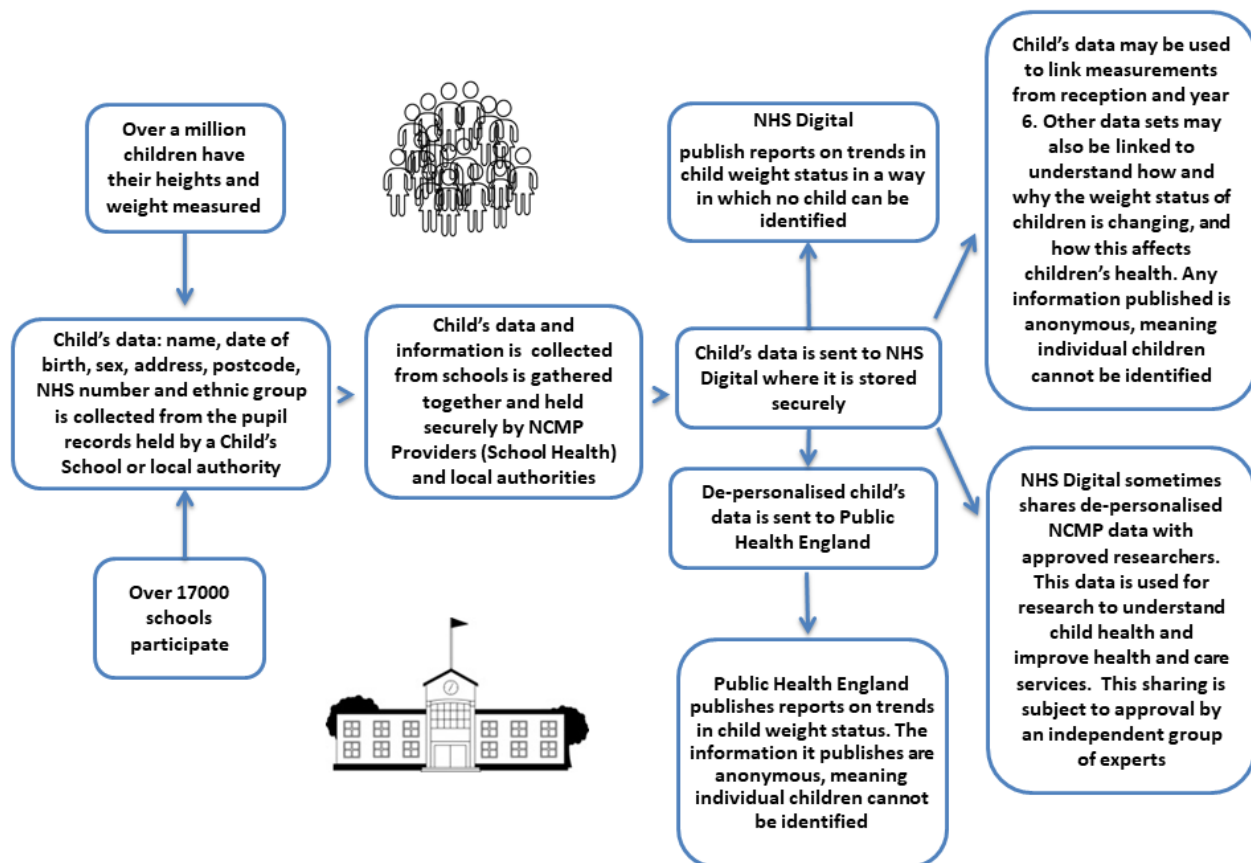 Over a million
children have
their heights and
weight measured
Child's data: name, date of
birth, sex, address, postcode,
NHS number and ethnic group
is collected from the pupil
records held by a Child's
School or local authority
Over 17000
schools
participate
Child's data and
information is collected
from schools is gathered
together and held
securely by NCMP
Providers (School Health)
and local authorities
NHS Digital
publish reports on trends in
child weight status in a way
in which no child can be
identified
Child's data is sent to NHS
Digital where it is stored
securely
De-personalised child's
data is sent to Public
Health England
Public Health England
publishes reports on trends
in child weight status. The
information it publishes are
anonymous, meaning
individual children cannot
be identified
Child's data may be used
to link measurements
from reception and year
6. Other data sets may
also be linked to
understand how and
why the weight status of
children is changing, and
how this affects
children's health. Any
information published is
anonymous, meaning
individual children
cannot be identified
NHS Digital sometimes
shares de-personalised
NCMP data with
approved researchers.
This data is used for
research to understand
child health and
improve health and care
services. This sharing is
subject to approval by
an independent group
of experts